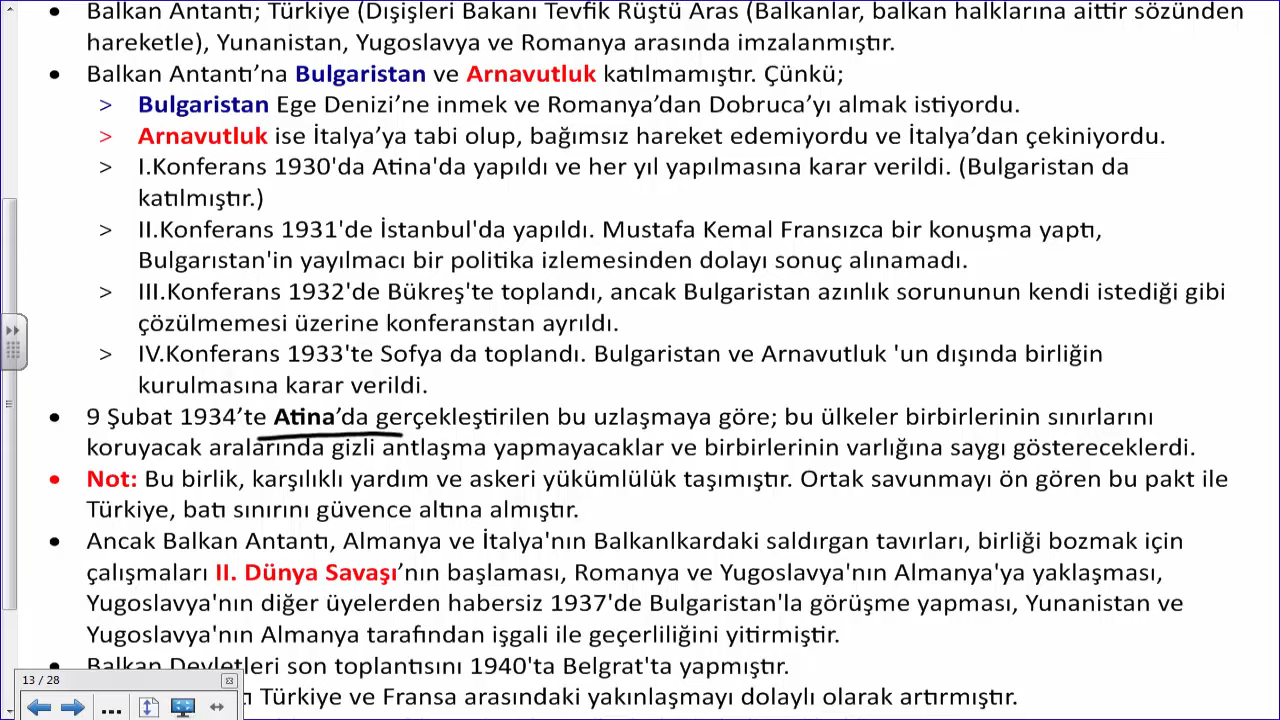 • Balkan Antantı; Türkiye (Dışişleri Bakanı Tevfik Rüştü Aras (Balkanlar, balkan halklarına aittir sözünden
hareketle), Yunanistan, Yugoslavya ve Romanya arasında imzalanmıştır.
• Balkan Antantı’na Bulgaristan ve Arnavutluk katılmamıştır. Çünkü;
> Bulgaristan Ege Denizi’ne inmek ve Romanya’dan Dobruca’yı almak istiyordu.
> Arnavutluk ise İtalya’ya tabi olup, bağımsız hareket edemiyordu ve İtalya’dan çekiniyordu.
> I.Konferans 1930'da Atina'da yapıldı ve her yıl yapılmasına karar verildi. (Bulgaristan da
katılmıştır.)
> II.Konferans 1931'de İstanbul'da yapıldı. Mustafa Kemal Fransızca bir konuşma yaptı,
Bulgarıstan'in yayılmacı bir politika izlemesinden dolayı sonuç alınamadı.
> III.Konferans 1932'de Bükreş'te toplandı, ancak Bulgaristan azınlık sorununun kendi istediği gibi
çözülmemesi üzerine konferanstan ayrıldı.
> IV.Konferans 1933'te Sofya da toplandı. Bulgaristan ve Arnavutluk 'un dışında birliğin
kurulmasına karar verildi.
• 9 Şubat 1934’te Atina’da gerçekleştirilen bu uzlaşmaya göre; bu ülkeler birbirlerinin sınırlarını
koruyacak aralarında gizli antlaşma yapmayacaklar ve birbirlerinin varlığına saygı göstereceklerdi.
• Not: Bu birlik, karşılıklı yardım ve askeri yükümlülük taşımıştır. Ortak savunmayı ön gören bu pakt ile
Türkiye, batı sınırını güvence altına almıştır.
• Ancak Balkan Antantı, Almanya ve İtalya'nın Balkanlkardaki saldırgan tavırları, birliği bozmak için
çalışmaları II. Dünya Savaşı’nın başlaması, Romanya ve Yugoslavya'nın Almanya'ya yaklaşması,
Yugoslavya'nın diğer üyelerden habersiz 1937'de Bulgaristan'la görüşme yapması, Yunanistan ve
Yugoslavya'nın Almanya tarafından işgali ile geçerliliğini yitirmiştir.
• Balkan Devletleri son toplantısını 1940'ta Belgrat'ta yapmıştır.
Türkiye ve Fransa arasındaki yakınlaşmayı dolaylı olarak artırmıştır.
13 / 28